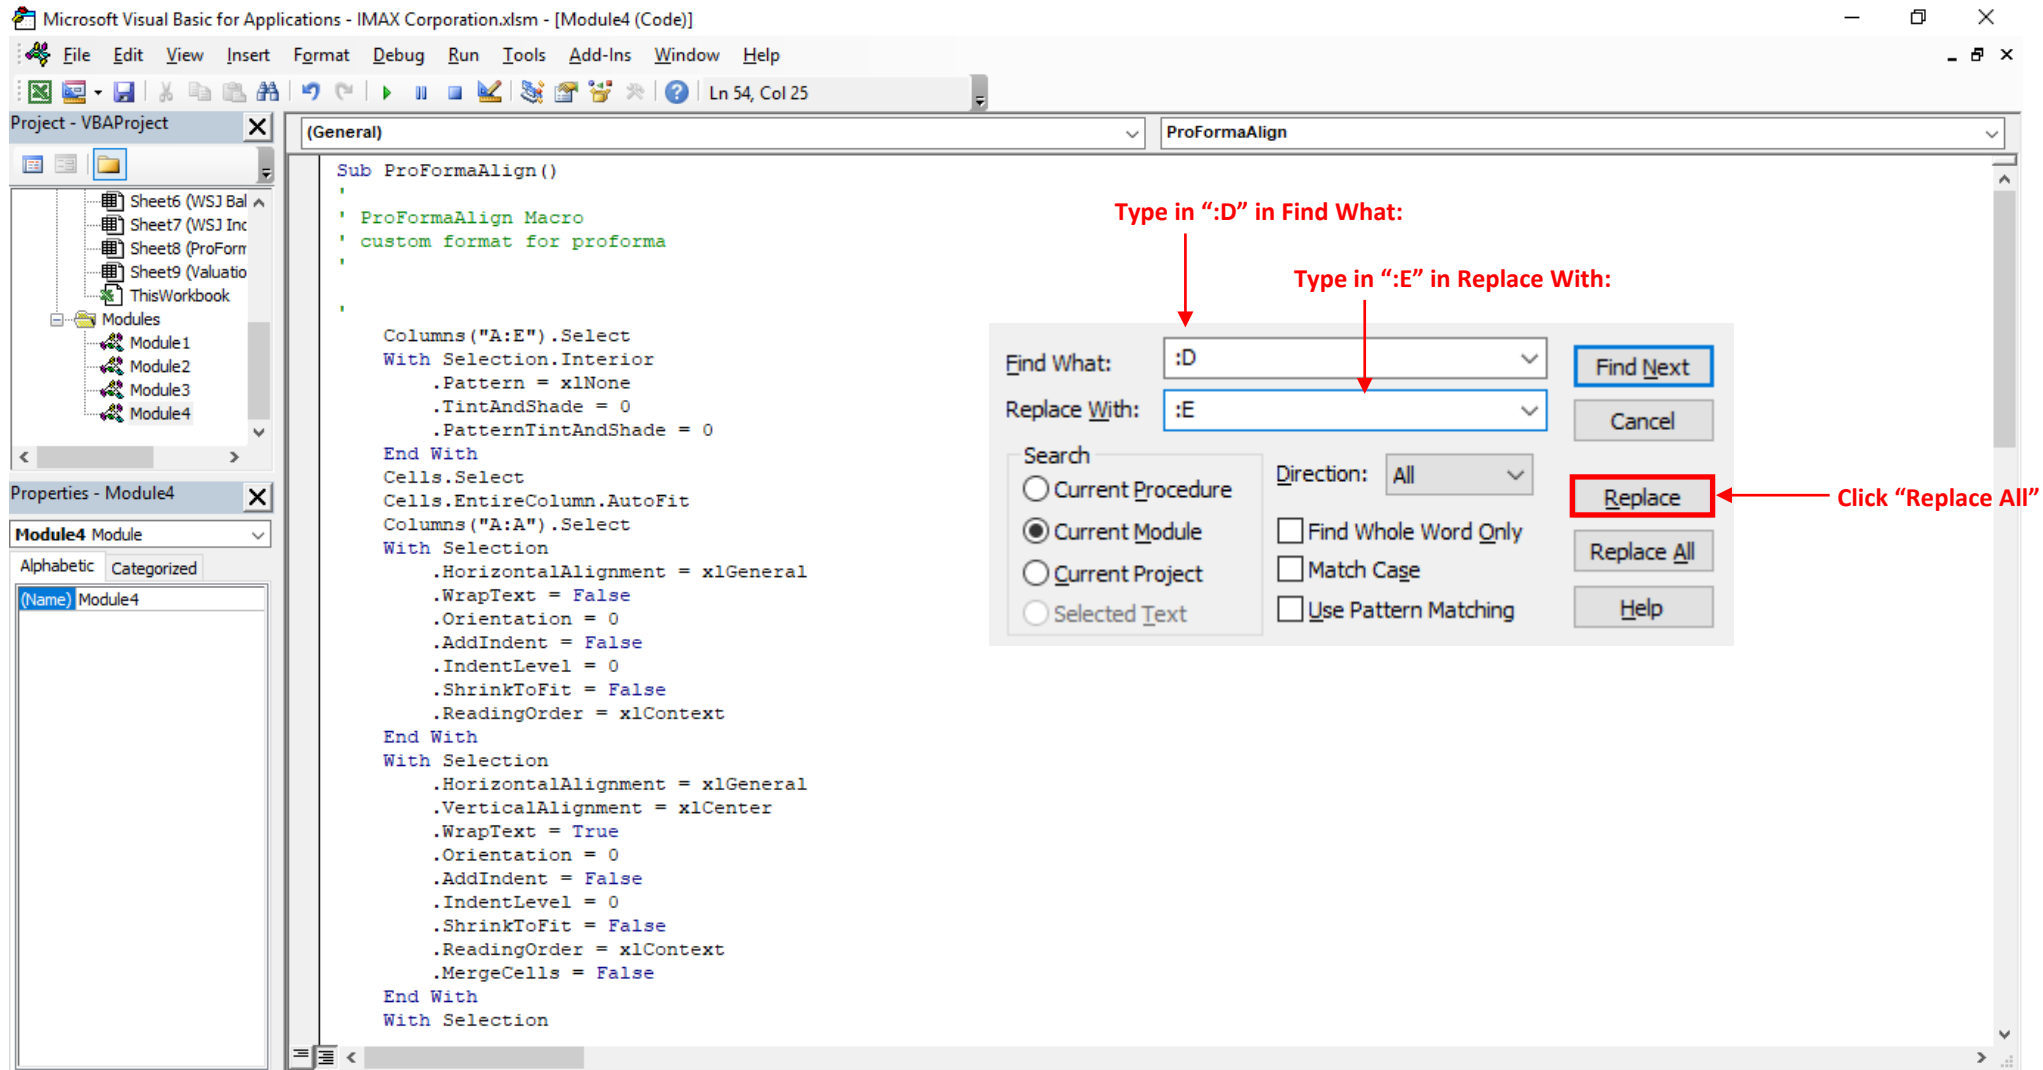 Microsoft Visual Basic for Applications - IMAX Corporation.xlsm - [Module4 (Code)]
File Edit View Insert Format Debug Run Tools Add-Ins Window Help
Ln 54, Col 25
Project - VBAProject
Sheet6 (WSJ Bal
Sheet7 (WSJ Inc
Sheet8 (ProForm
Sheet9 (Valuatio
ThisWorkbook
Modules
Module1
Module2
Module3
Module4
Properties - Module4
Module4 Module
Alphabetic Categorized
(Name) Module4
(General) ProFormaAlign
Sub ProFormaAlign()
'
' ProFormaAlign Macro
' custom format for proforma
'
'
Columns("A:E").Select
With Selection.Interior
.Pattern = xlNone
.TintAndShade = 0
.PatternTintAndShade = 0
End With
Cells.Select
Cells.EntireColumn.AutoFit
Columns("A:A").Select
With Selection
.HorizontalAlignment = xlGeneral
.WrapText = False
.Orientation = 0
.AddIndent = False
.IndentLevel = 0
.ShrinkToFit = False
.ReadingOrder = xlContext
End With
With Selection
.HorizontalAlignment = xlGeneral
.VerticalAlignment = xlCenter
.WrapText = True
.Orientation = 0
.AddIndent = False
.IndentLevel = 0
.ShrinkToFit = False
.ReadingOrder = xlContext
.MergeCells = False
End With
With Selection
Type in “:D” in Find What:
Type in “:E” in Replace With:
Find What: :D Find Next
Replace With: :E Cancel
Search
Current Procedure
Current Module
Current Project
Selected Text
Direction: All
Find Whole Word Only
Match Case
Use Pattern Matching
Replace
Replace All
Help
Click “Replace All”